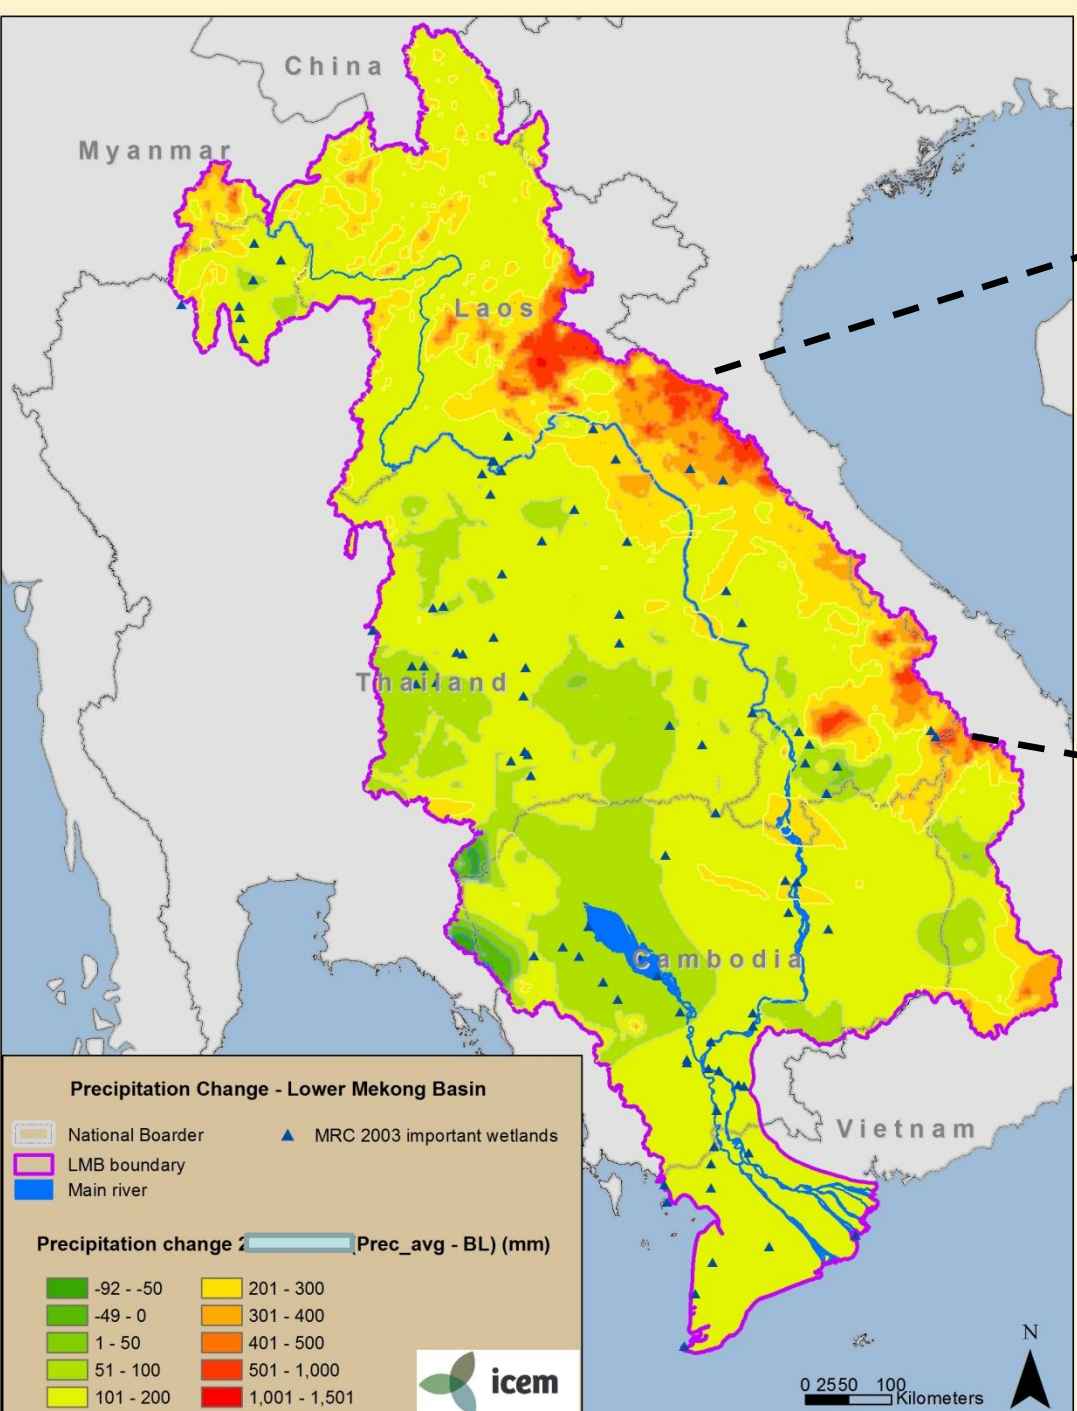 China
Myanmar
Laos
Thailand
Cambodia
Vietnam
Precipitation Change - Lower Mekong Basin
National Boarder
MRC 2003 important wetlands
LMB boundary
Main river
Precipitation change (Prec_avg - BL) (mm)
-92 - -50
201 - 300
-49 - 0
301 - 400
1 - 50
401 - 500
51 - 100
501 - 1,000
101 - 200
1,001 - 1,501
icem
N
0 25 50 100
Kilometers